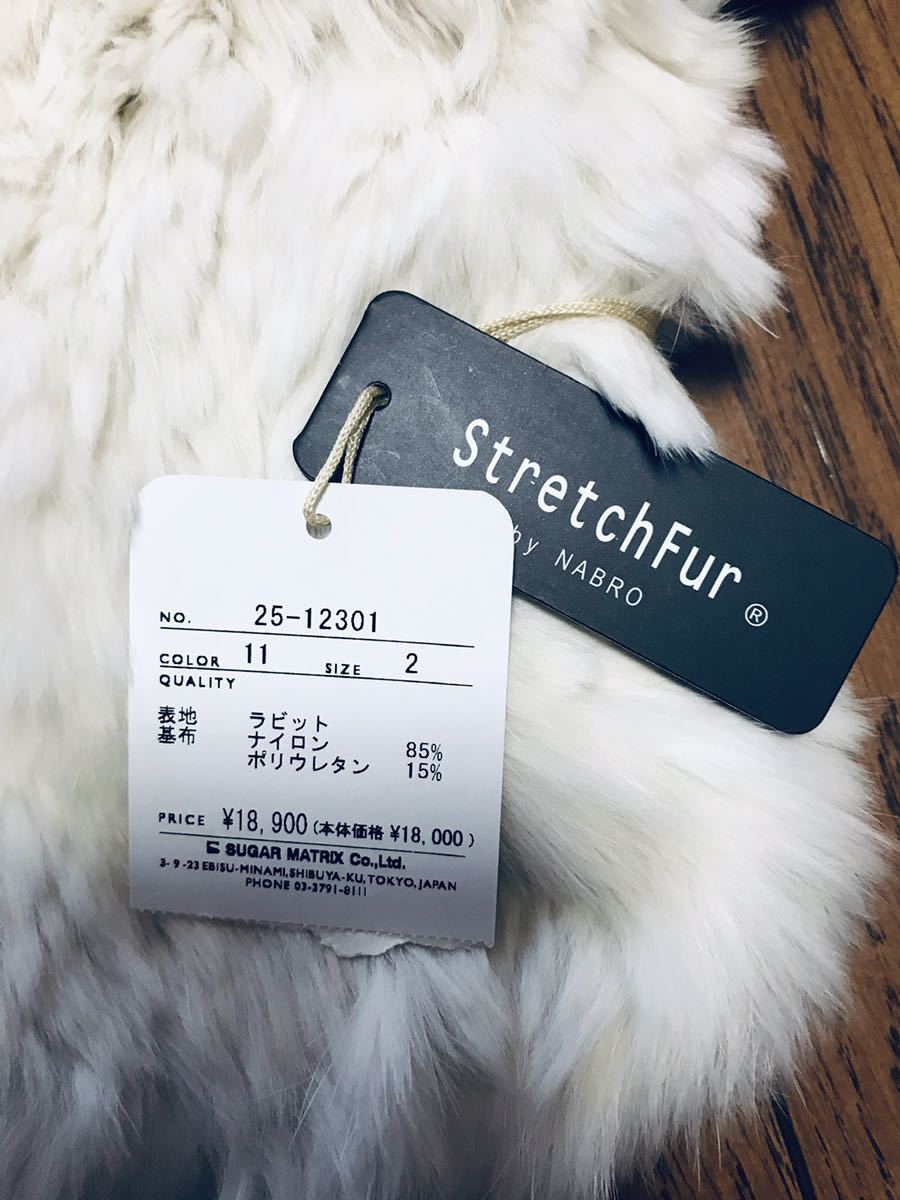 StretchFur ®
by NABRO
NO. 25-12301
COLOR 11 SIZE 2
QUALITY
表地 ラビット
基布 ナイロン 85%
ポリウレタン 15%
PRICE ¥18,900 (本体価格 ¥18,000)
SUGAR MATRIX Co.,Ltd.
3-9-23 EBISU-MINAMI, SHIBUYA-KU, TOKYO, JAPAN
PHONE 03-3791-8111